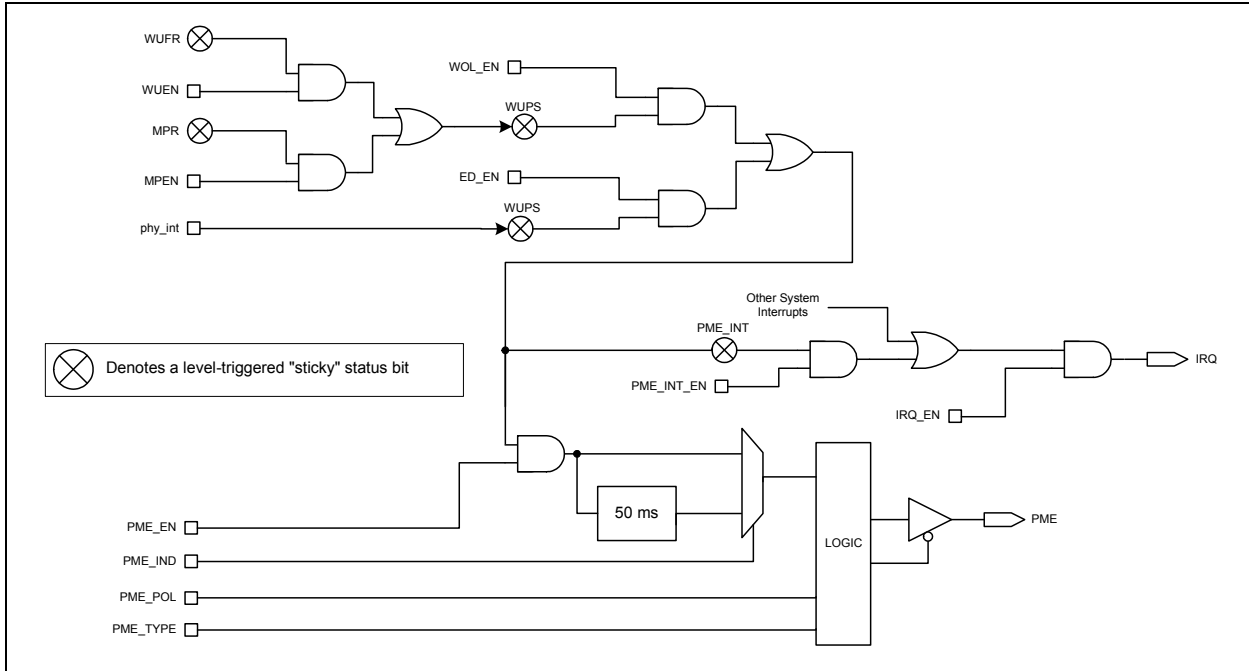 WUFR
WUEN
MPR
MPEN
phy_int
WOL_EN
WUPS
ED_EN
WUPS
Other System
Interrupts
PME_INT
PME_INT_EN
IRQ_EN
IRQ
Denotes a level-triggered "sticky" status bit
50 ms
LOGIC
PME
PME_EN
PME_IND
PME_POL
PME_TYPE